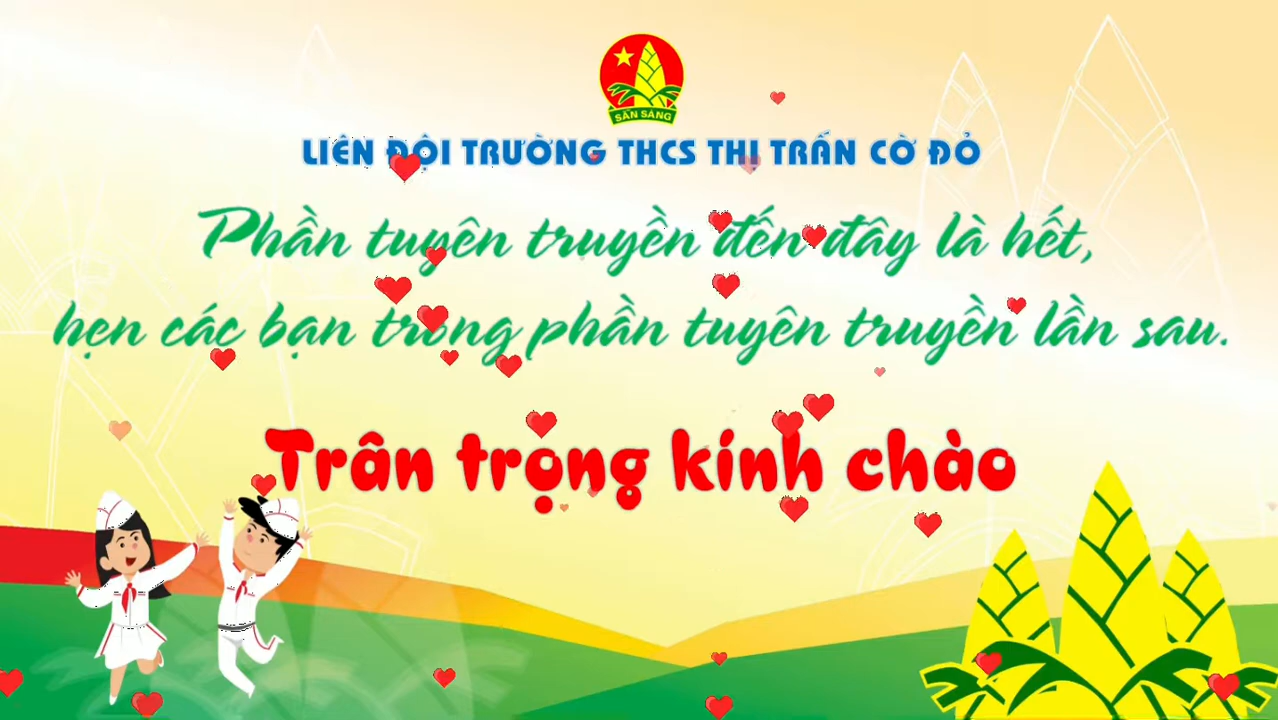 SẴN SÀNG
LIÊN ĐỘI TRƯỜNG THCS THỊ TRẤN CỜ ĐỎ
Phần tuyên truyền đến đây là hết,
hẹn các bạn trong phần tuyên truyền lần sau.
Trân trọng kính chào